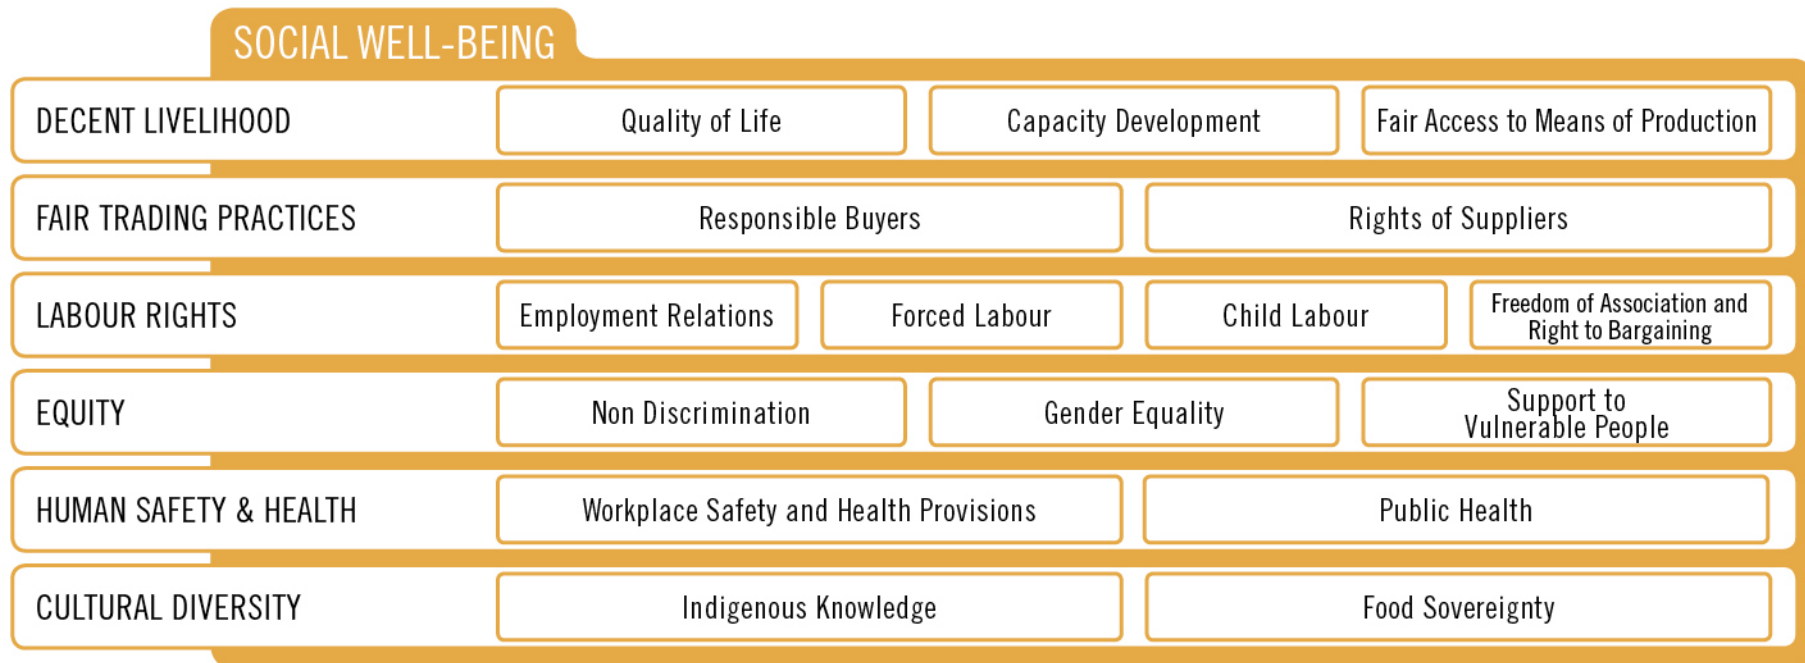 SOCIAL WELL-BEING
DECENT LIVELIHOOD
Quality of Life
Capacity Development
Fair Access to Means of Production
FAIR TRADING PRACTICES
Responsible Buyers
Rights of Suppliers
LABOUR RIGHTS
Employment Relations
Forced Labour
Child Labour
Freedom of Association and
Right to Bargaining
EQUITY
Non Discrimination
Gender Equality
Support to
Vulnerable People
HUMAN SAFETY & HEALTH
Workplace Safety and Health Provisions
Public Health
CULTURAL DIVERSITY
Indigenous Knowledge
Food Sovereignty